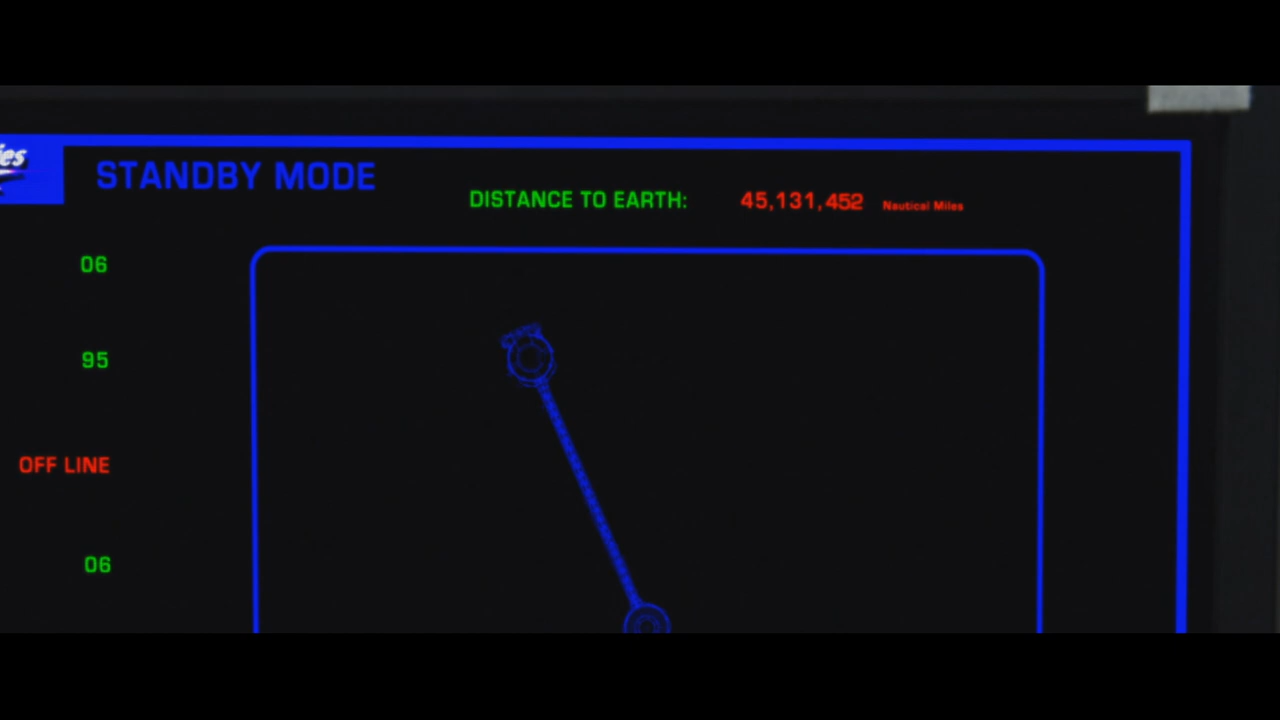 STANDBY MODE
DISTANCE TO EARTH: 45,131,452 Nautical Miles
06
95
OFF LINE
06